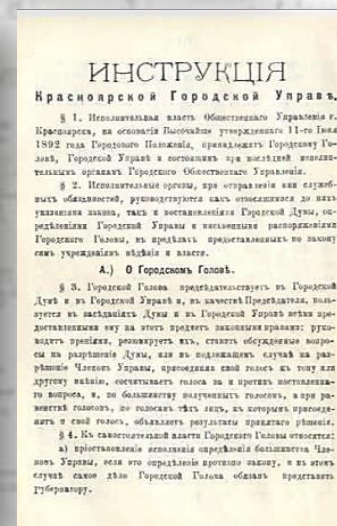 ИНСТРУКЦІЯ
Красноярской Городской Управѣ.
§ 1. Исполнительная власть Общественнаго Управленія г.
Красноярска, на основаніи Высочайше утвержденнаго 11-го Іюня
1892 года Городоваго Положенія, принадлежитъ Городскому Го-
ловѣ, Городской Управѣ и состоящимъ при послѣдней исполни-
тельнымъ органамъ Городского Общественнаго Управленія.
§ 2. Исполнительные органы, при отправленіи ими служеб-
ныхъ обязанностей, руководствуются какъ относящимися до нихъ
указаніями закона, такъ и постановленіями Городской Думы, оп-
редѣленіями Городской Управы и письменными распоряженіями
Городского Головы, въ предѣлахъ предоставленныхъ по закону
симъ учрежденіямъ вѣдѣнія и власти.
А.) О Городскомъ Головѣ.
§ 3. Городской Голова предсѣдательствуетъ въ Городской
Думѣ и въ Городской Управѣ и, въ качествѣ Предсѣдателя, поль-
зуется въ засѣданіяхъ Думы и въ Городской Управѣ всѣми пре-
доставленными ему на этотъ предметъ законными правами: руко-
водитъ преніями, резюмируетъ ихъ, ставитъ обсужденные вопро-
сы на разрѣшеніе Думы, или въ подлежащемъ случаѣ на раз-
рѣшеніе Членовъ Управы, присоединяя свой голосъ къ тому или
другому мнѣнію, сосчитываетъ голоса за и противъ поставленна-
го вопроса, и, по большинству полученныхъ голосовъ, а при ра-
венствѣ голосовъ, по голосамъ тѣхъ лицъ, къ которымъ присоеди-
нитъ и свой голосъ, объявляетъ результаты принятаго рѣшенія.
§ 4. Къ самостоятельной власти Городского Головы относятся:
а) пріостановленіе исполненія опредѣленія большинства Чле-
новъ Управы, если это опредѣленіе противно закону, и въ этомъ
случаѣ самое дѣло Городской Голова обязанъ представить
Губернатору.